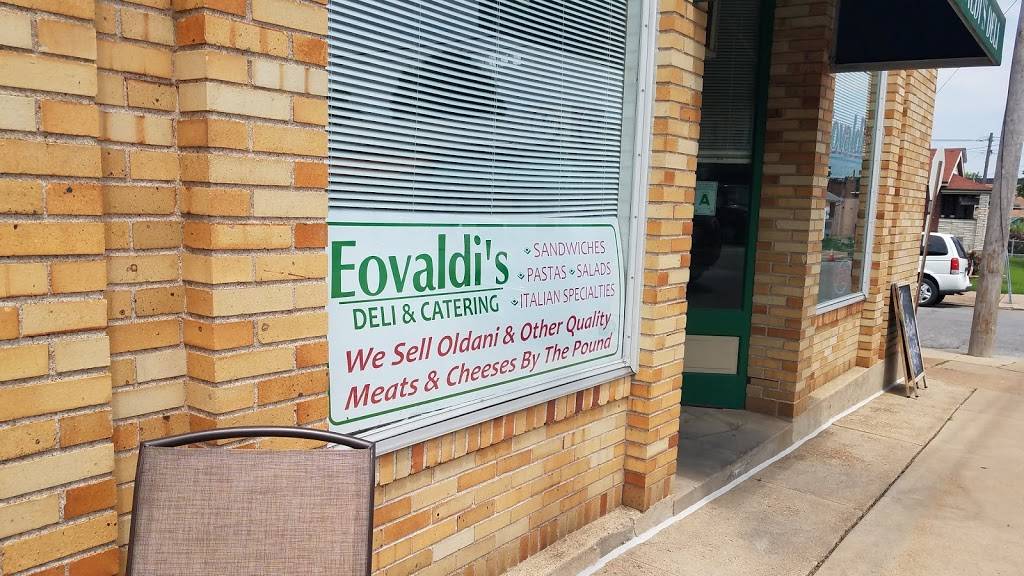 Eovaldi's
DELI & CATERING
SANDWICHES
PASTAS SALADS
ITALIAN SPECIALTIES
We Sell Oldani & Other Quality
Meats & Cheeses By The Pound
A